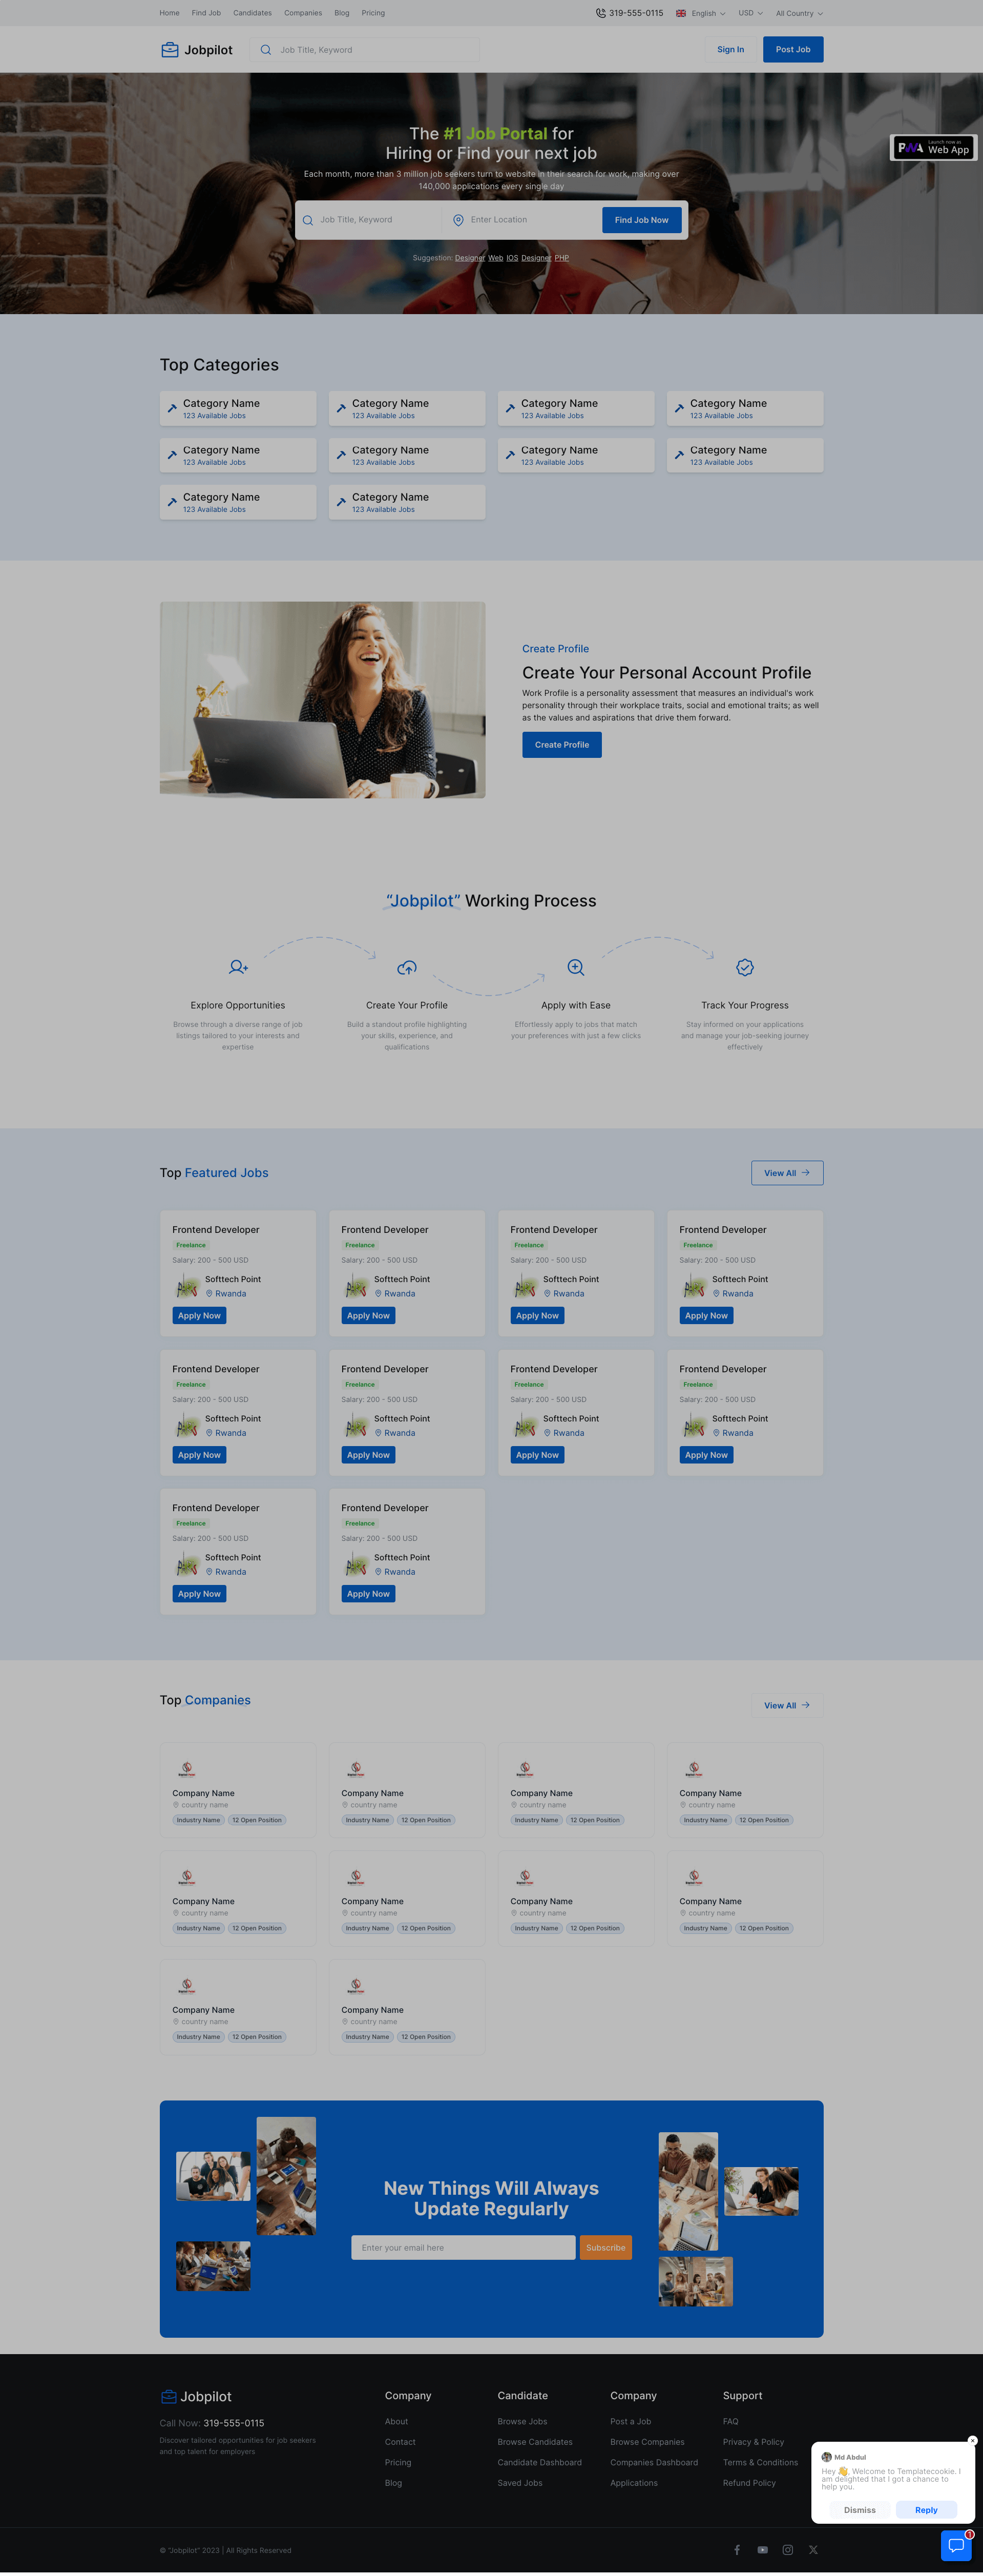 Home Find Job Candidates Companies Blog Pricing 319-555-0115 English USD All Country
Jobpilot Job Title, Keyword Sign In Post Job
The #1 Job Portal for
Hiring or Find your next job
Each month, more than 3 million job seekers turn to website in their search for work, making over
140,000 applications every single day
Launch now as
PWA Web App
Job Title, Keyword Enter Location Find Job Now
Suggestion: Designer Web IOS Designer PHP
Top Categories
Category Name Category Name Category Name Category Name
123 Available Jobs 123 Available Jobs 123 Available Jobs 123 Available Jobs
Category Name Category Name Category Name Category Name
123 Available Jobs 123 Available Jobs 123 Available Jobs 123 Available Jobs
Category Name Category Name
123 Available Jobs 123 Available Jobs
Create Profile
Create Your Personal Account Profile
Work Profile is a personality assessment that measures an individual's work
personality through their workplace traits, social and emotional traits; as well
as the values and aspirations that drive them forward.
Create Profile
“Jobpilot” Working Process
Explore Opportunities Create Your Profile Apply with Ease Track Your Progress
Browse through a diverse range of job Build a standout profile highlighting Effortlessly apply to jobs that match Stay informed on your applications
listings tailored to your interests and your skills, experience, and your preferences with just a few clicks and manage your job-seeking journey
expertise qualifications effectively
Top Featured Jobs View All
Frontend Developer Frontend Developer Frontend Developer Frontend Developer
Freelance Freelance Freelance Freelance
Salary: 200 - 500 USD Salary: 200 - 500 USD Salary: 200 - 500 USD Salary: 200 - 500 USD
Softtech Point Softtech Point Softtech Point Softtech Point
Rwanda Rwanda Rwanda Rwanda
Apply Now Apply Now Apply Now Apply Now
Frontend Developer Frontend Developer Frontend Developer Frontend Developer
Freelance Freelance Freelance Freelance
Salary: 200 - 500 USD Salary: 200 - 500 USD Salary: 200 - 500 USD Salary: 200 - 500 USD
Softtech Point Softtech Point Softtech Point Softtech Point
Rwanda Rwanda Rwanda Rwanda
Apply Now Apply Now Apply Now Apply Now
Frontend Developer Frontend Developer
Freelance Freelance
Salary: 200 - 500 USD Salary: 200 - 500 USD
Softtech Point Softtech Point
Rwanda Rwanda
Apply Now Apply Now
Top Companies View All
Company Name Company Name Company Name Company Name
country name country name country name country name
Industry Name 12 Open Position Industry Name 12 Open Position Industry Name 12 Open Position Industry Name 12 Open Position
Company Name Company Name Company Name Company Name
country name country name country name country name
Industry Name 12 Open Position Industry Name 12 Open Position Industry Name 12 Open Position Industry Name 12 Open Position
Company Name Company Name
country name country name
Industry Name 12 Open Position Industry Name 12 Open Position
New Things Will Always
Update Regularly
Enter your email here Subscribe
Jobpilot Company Candidate Company Support
Call Now: 319-555-0115 About Browse Jobs Post a Job FAQ
Discover tailored opportunities for job seekers
and top talent for employers
Contact Browse Candidates Browse Companies Privacy & Policy
Pricing Candidate Dashboard Companies Dashboard Terms & Conditions
Blog Saved Jobs Applications Refund Policy
Md Abdul
Hey 👋, Welcome to Templatecookie. I
am delighted that I got a chance to
help you.
Dismiss Reply
1
© "Jobpilot" 2023 | All Rights Reserved